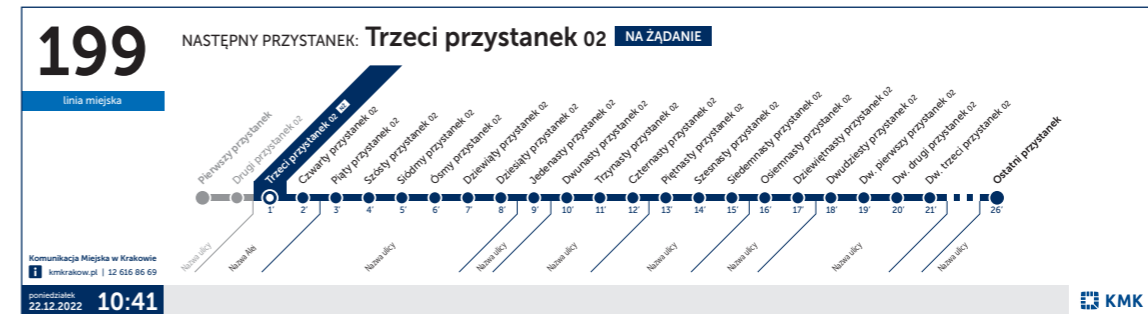 199
linia miejska
NASTĘPNY PRZYSTANEK: Trzeci przystanek 02 NA ŻĄDANIE
Pierwszy przystanek
Drugi przystanek 02
Trzeci przystanek 02 NŻ
Czwarty przystanek 02
Piąty przystanek 02
Szósty przystanek 02
Siódmy przystanek 02
Ósmy przystanek 02
Dziewiąty przystanek 02
Dziesiąty przystanek 02
Jedenasty przystanek 02
Dwunasty przystanek 02
Trzynasty przystanek 02
Czternasty przystanek 02
Piętnasty przystanek 02
Szesnasty przystanek 02
Siedemnasty przystanek 02
Osiemnasty przystanek 02
Dziewiętnasty przystanek 02
Dwudziesty przystanek 02
Dw. pierwszy przystanek 02
Dw. drugi przystanek 02
Dw. trzeci przystanek 02
Ostatni przystanek
1' 2' 3' 4' 5' 6' 7' 8' 9' 10' 11' 12' 13' 14' 15' 16' 17' 18' 19' 20' 21' 26'
Nazwa ulicy
Nazwa Alei
Nazwa ulicy
Nazwa ulicy
Nazwa ulicy
Nazwa ulicy
Nazwa ulicy
Nazwa ulicy
Nazwa ulicy
Nazwa ulicy
Komunikacja Miejska w Krakowie
i kmkrakow.pl | 12 616 86 69
poniedziałek
22.12.2022 10:41
KMK